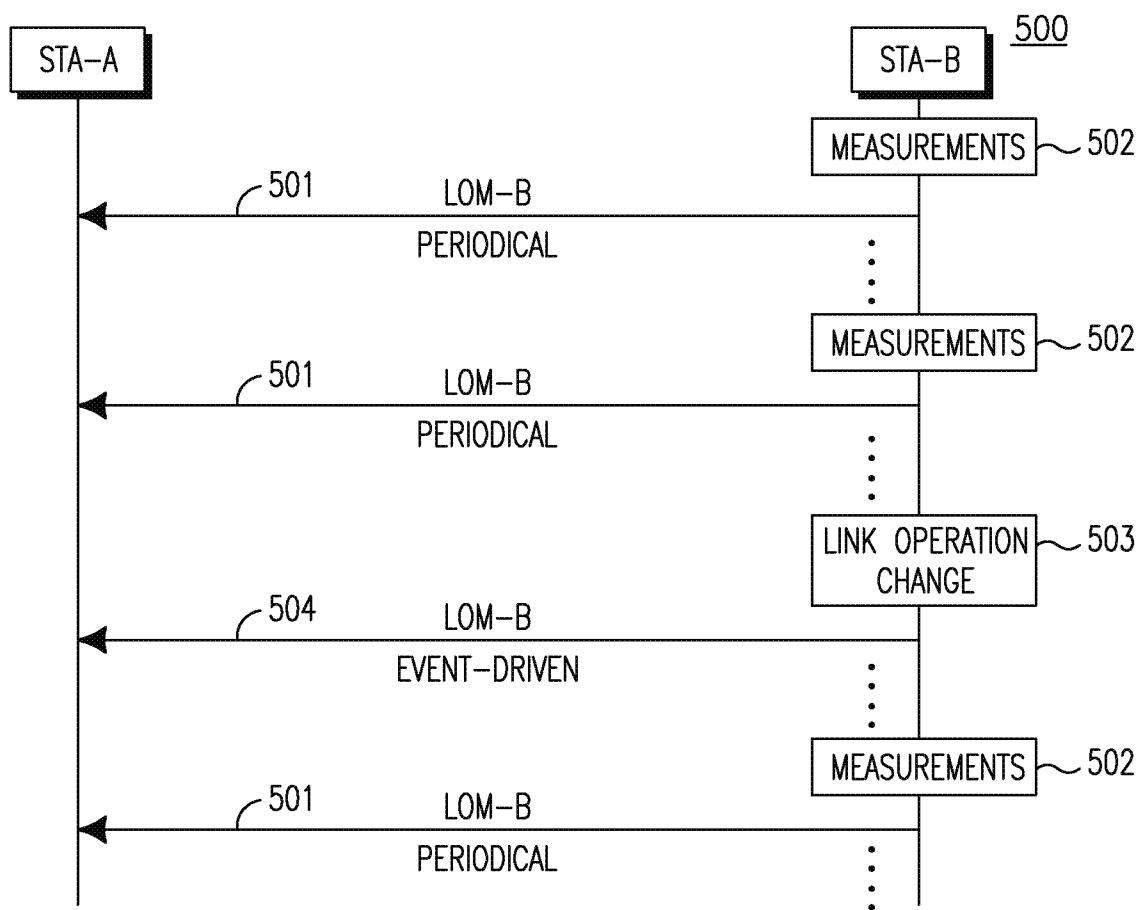 500
STA-A
STA-B
MEASUREMENTS 502
501 LOM-B
PERIODICAL
MEASUREMENTS 502
501 LOM-B
PERIODICAL
LINK OPERATION
CHANGE
503
504 LOM-B
EVENT-DRIVEN
MEASUREMENTS 502
501 LOM-B
PERIODICAL